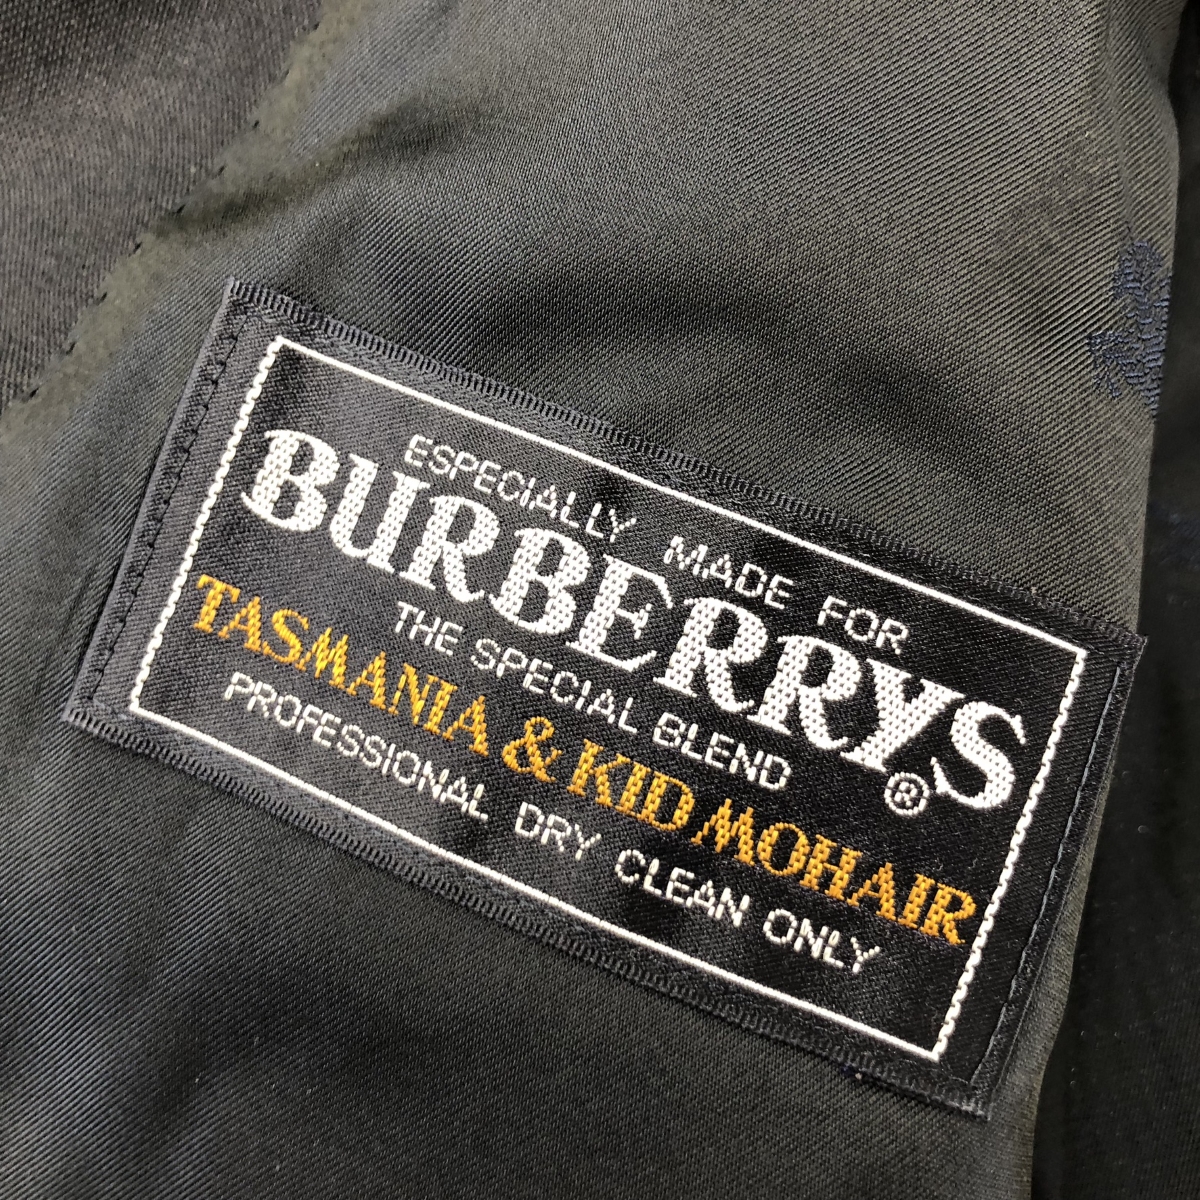 ESPECIALLY MADE FOR
BURBERRYS®
THE SPECIAL BLEND
TASMANIA & KID MOHAIR
PROFESSIONAL DRY CLEAN ONLY